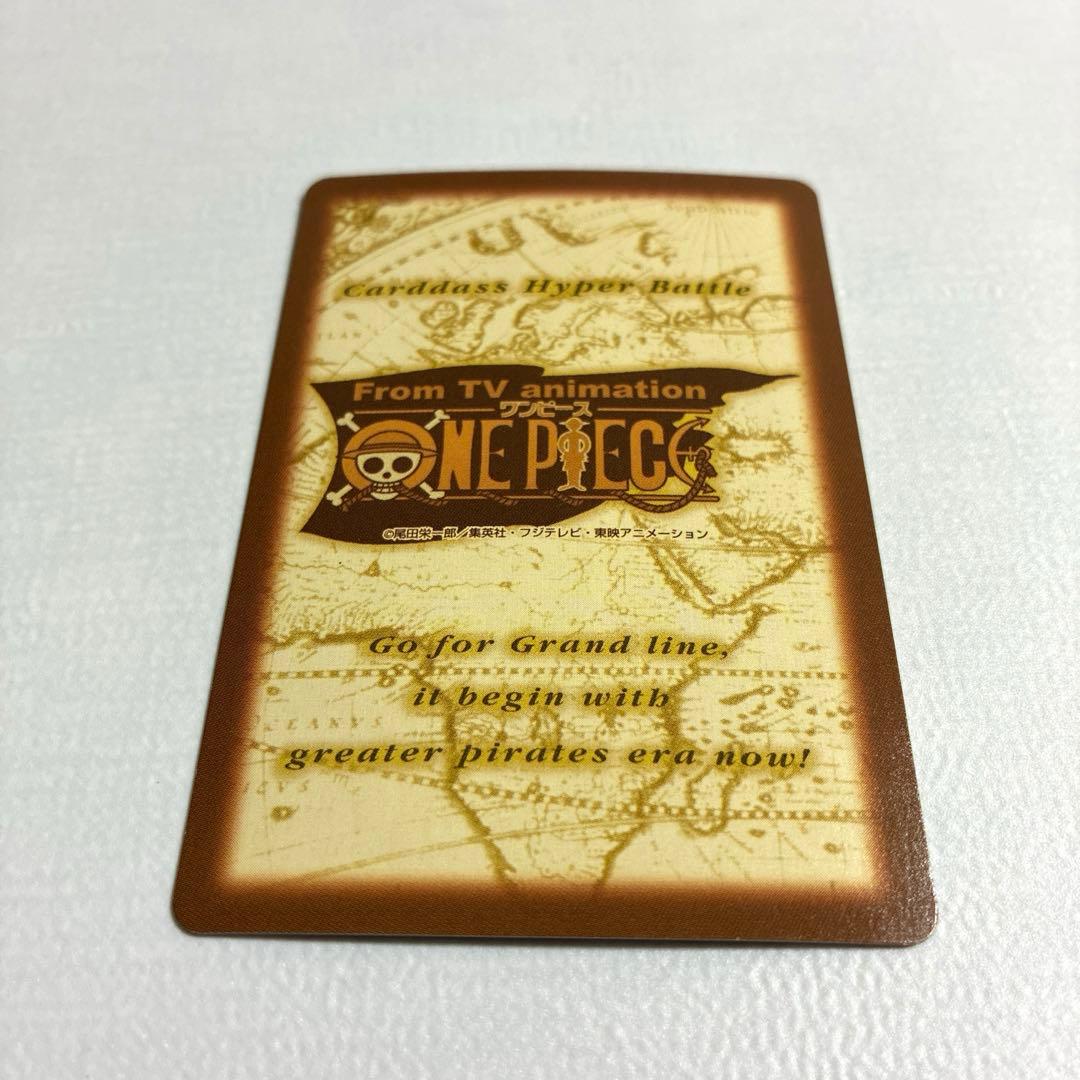 Carddass Hyper Battle
From TV animation
ワンピース
ONE PIECE
©尾田栄一郎／集英社・フジテレビ・東映アニメーション
Go for Grand line,
it begin with
greater pirates era now!